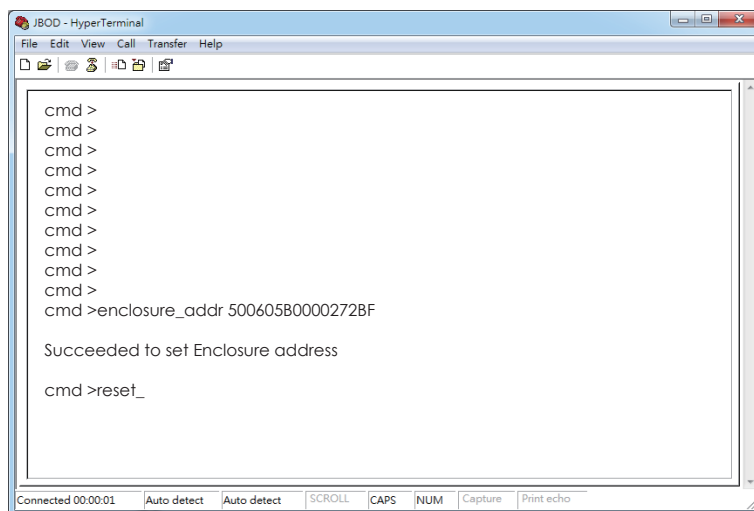 JBOD - HyperTerminal
File Edit View Call Transfer Help
cmd >
cmd >
cmd >
cmd >
cmd >
cmd >
cmd >
cmd >
cmd >
cmd >
cmd >enclosure_addr 500605B0000272BF
Succeeded to set Enclosure address
cmd >reset_
Connected 00:00:01 Auto detect Auto detect SCROLL CAPS NUM Capture Print echo